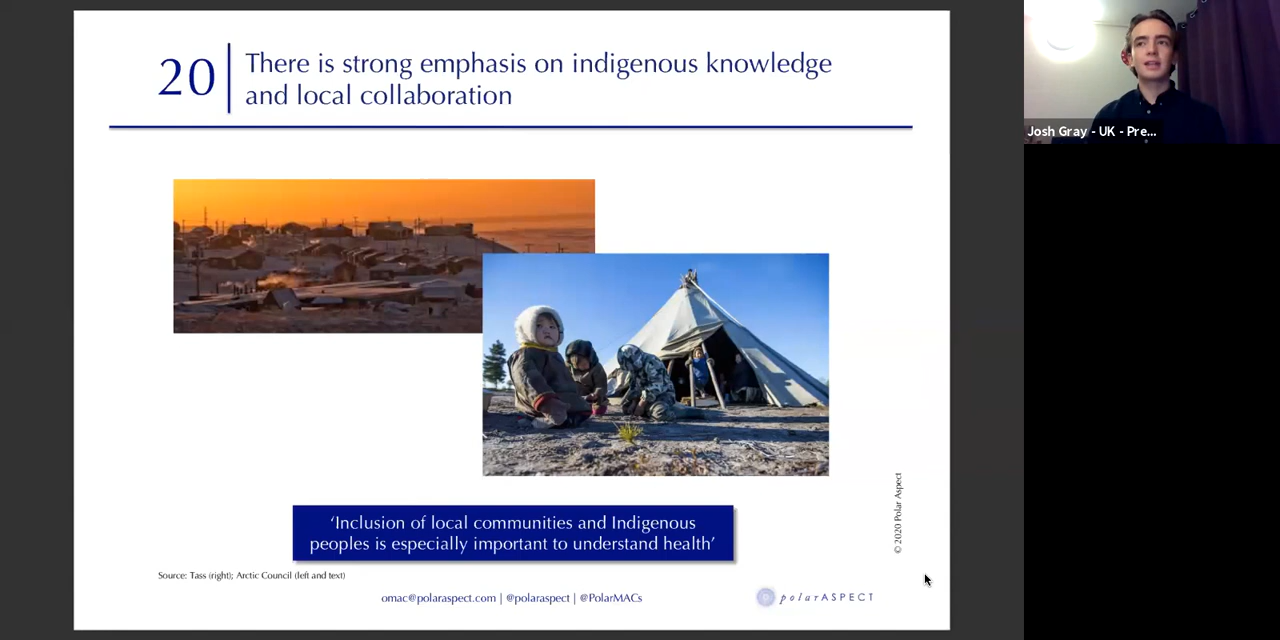 20
There is strong emphasis on indigenous knowledge
and local collaboration
‘Inclusion of local communities and Indigenous
peoples is especially important to understand health’
© 2020 Polar Aspect
Source: Tass (right); Arctic Council (left and text)
omac@polaraspect.com | @polaraspect | @PolarMACs
polarASPECT
Josh Gray - UK - Pre...